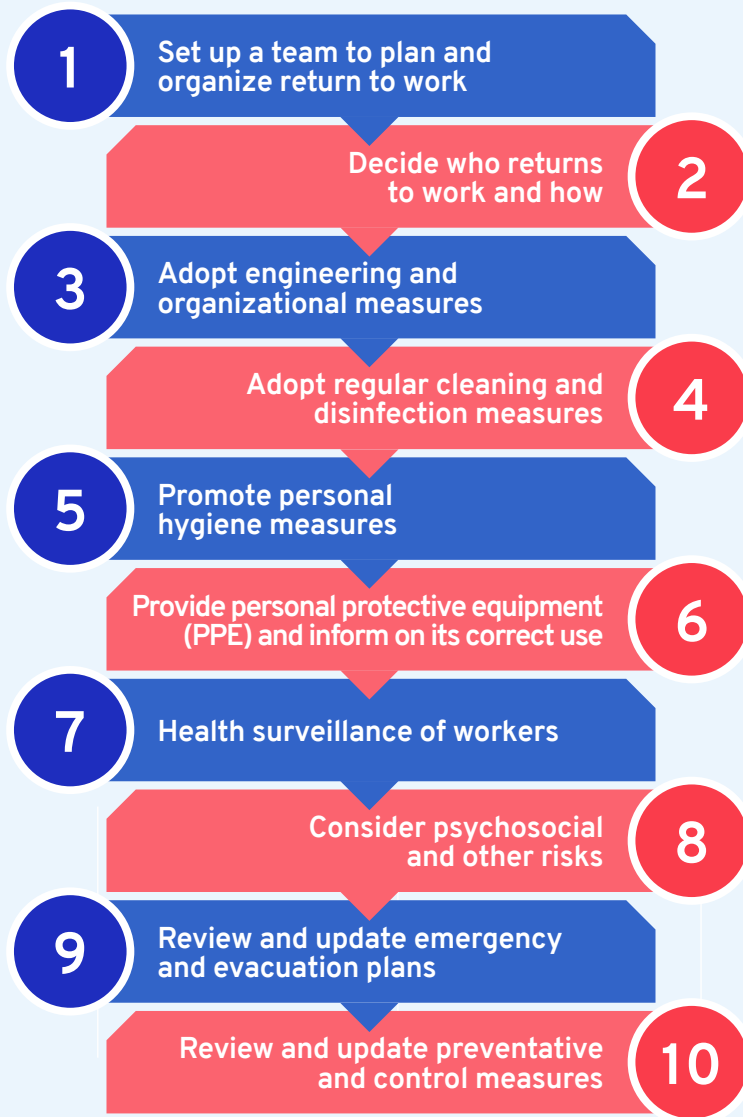 1
Set up a team to plan and
organize return to work
Decide who returns
to work and how
2
3
Adopt engineering and
organizational measures
Adopt regular cleaning and
disinfection measures
4
5
Promote personal
hygiene measures
Provide personal protective equipment
(PPE) and inform on its correct use
6
7
Health surveillance of workers
Consider psychosocial
and other risks
8
9
Review and update emergency
and evacuation plans
Review and update preventative
and control measures
10